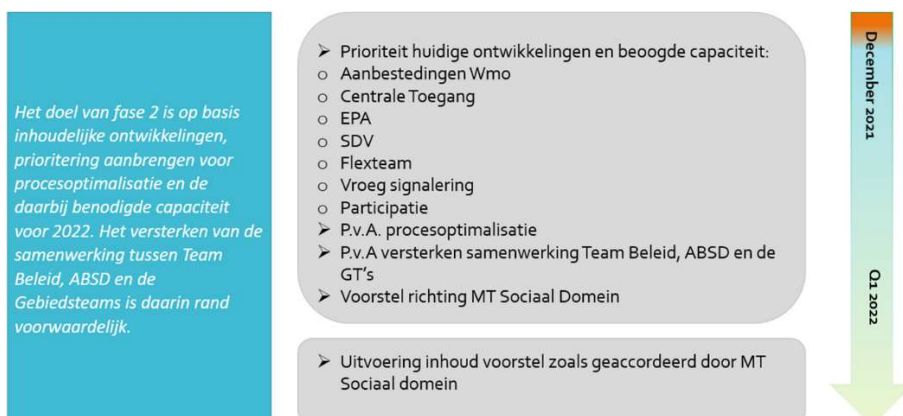 Het doel van fase 2 is op basis
inhoudelijke ontwikkelingen,
prioritering aanbrengen voor
procesoptimalisatie en de
daarbij benodigde capaciteit
voor 2022. Het versterken van de
samenwerking tussen Team
Beleid, ABSD en de
Gebiedsteams is daarin rand
voorwaardelijk.
➢ Prioriteit huidige ontwikkelingen en beoogde capaciteit:
o Aanbestedingen Wmo
o Centrale Toegang
o EPA
o SDV
o Flexteam
o Vroeg signalering
o Participatie
➢ P.v.A. procesoptimalisatie
➢ P.v.A versterken samenwerking Team Beleid, ABSD en de
GT's
➢ Voorstel richting MT Sociaal Domein
➢ Uitvoering inhoud voorstel zoals geaccordeerd door MT
Sociaal domein
December 2021
Q1 2022